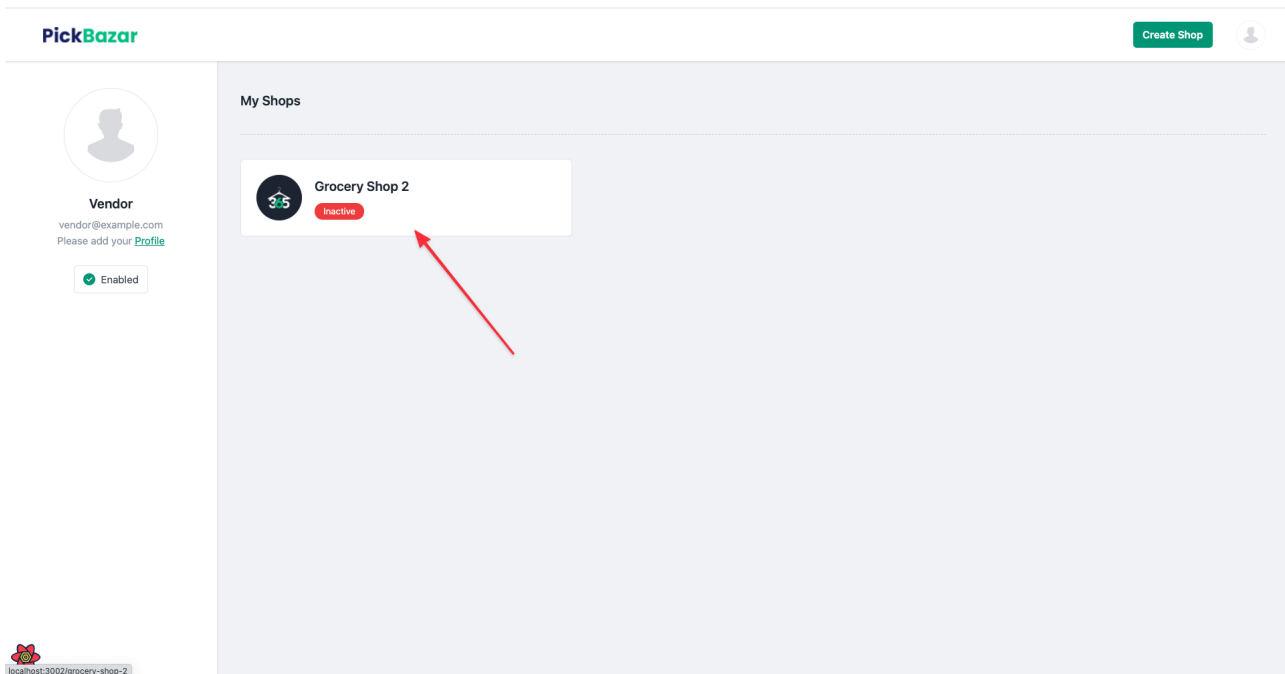 PickBazar
Create Shop
My Shops
365
Grocery Shop 2
Inactive
Vendor
vendor@example.com
Please add your Profile
Enabled
localhost:3002/grocery-shop-2